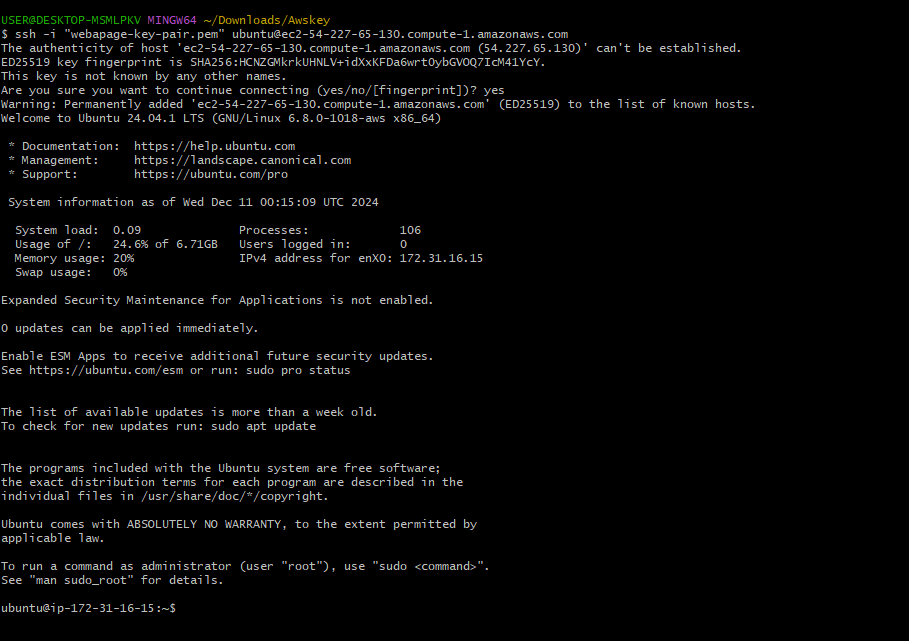 USER@DESKTOP-MSMLPKV MINGW64 ~/Downloads/Awskey
$ ssh -i "webapage-key-pair.pem" ubuntu@ec2-54-227-65-130.compute-1.amazonaws.com
The authenticity of host 'ec2-54-227-65-130.compute-1.amazonaws.com (54.227.65.130)' can't be established.
ED25519 key fingerprint is SHA256:HCNZGMkrkUHNLV+idXxKFDa6wrtOybGVOQ7IcM41YcY.
This key is not known by any other names.
Are you sure you want to continue connecting (yes/no/[fingerprint])? yes
Warning: Permanently added 'ec2-54-227-65-130.compute-1.amazonaws.com' (ED25519) to the list of known hosts.
Welcome to Ubuntu 24.04.1 LTS (GNU/Linux 6.8.0-1018-aws x86_64)
* Documentation:  https://help.ubuntu.com
* Management:     https://landscape.canonical.com
* Support:        https://ubuntu.com/pro
System information as of Wed Dec 11 00:15:09 UTC 2024
System load:  0.09              Processes:             106
Usage of /:   24.6% of 6.71GB   Users logged in:       0
Memory usage: 20%               IPv4 address for enX0: 172.31.16.15
Swap usage:   0%
Expanded Security Maintenance for Applications is not enabled.
0 updates can be applied immediately.
Enable ESM Apps to receive additional future security updates.
See https://ubuntu.com/esm or run: sudo pro status
The list of available updates is more than a week old.
To check for new updates run: sudo apt update
The programs included with the Ubuntu system are free software;
the exact distribution terms for each program are described in the
individual files in /usr/share/doc/*/copyright.
Ubuntu comes with ABSOLUTELY NO WARRANTY, to the extent permitted by
applicable law.
To run a command as administrator (user "root"), use "sudo <command>".
See "man sudo_root" for details.
ubuntu@ip-172-31-16-15:~$